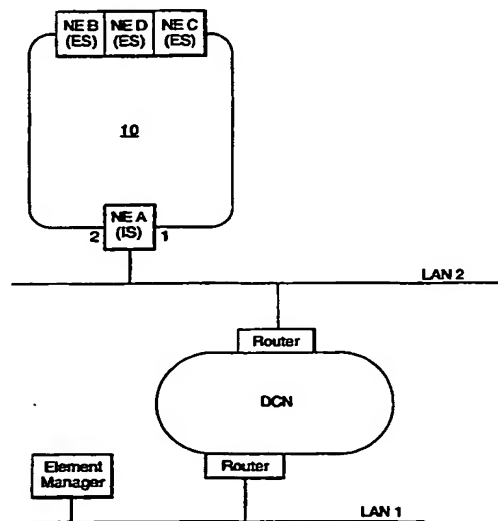 NE B NE D NE C
(ES) (ES) (ES)
10
NE A
(IS)
2 1
LAN 2
Router
DCN
Router
Element
Manager
LAN 1